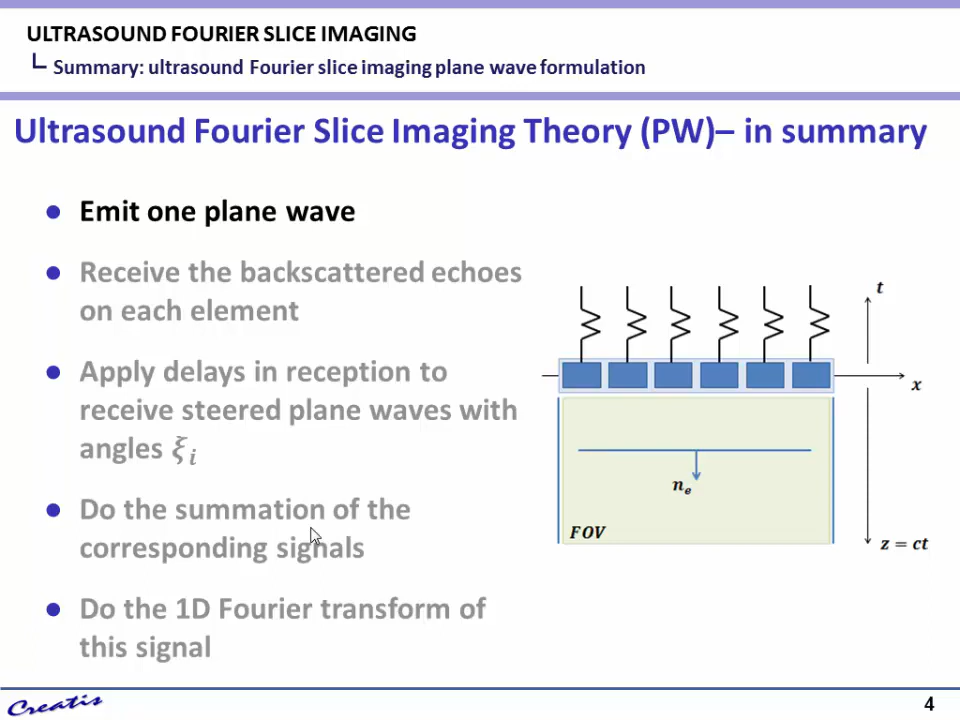 ULTRASOUND FOURIER SLICE IMAGING
Summary: ultrasound Fourier slice imaging plane wave formulation
Ultrasound Fourier Slice Imaging Theory (PW)– in summary
● Emit one plane wave
● Receive the backscattered echoes
on each element
● Apply delays in reception to
receive steered plane waves with
angles ξᵢ
● Do the summation of the
corresponding signals
● Do the 1D Fourier transform of
this signal
t
x
nₑ
FOV
z = ct
Creatis
4